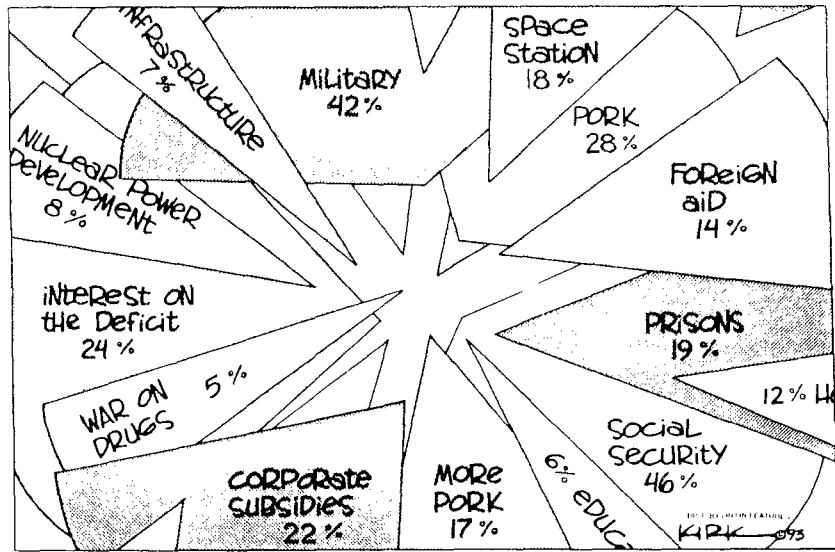 INFRASTRUCTURE
7%
MILITARY
42%
SPACE
STATION
18%
PORK
28%
FOREIGN
AID
14%
NUCLEAR POWER
DEVELOPMENT
8%
INTEREST ON
THE DEFICIT
24%
PRISONS
19%
12% He
WAR ON
DRUGS
5%
SOCIAL
SECURITY
46%
CORPORATE
SUBSIDIES
22%
MORE
PORK
17%
6% EDUC
KIRK ©93